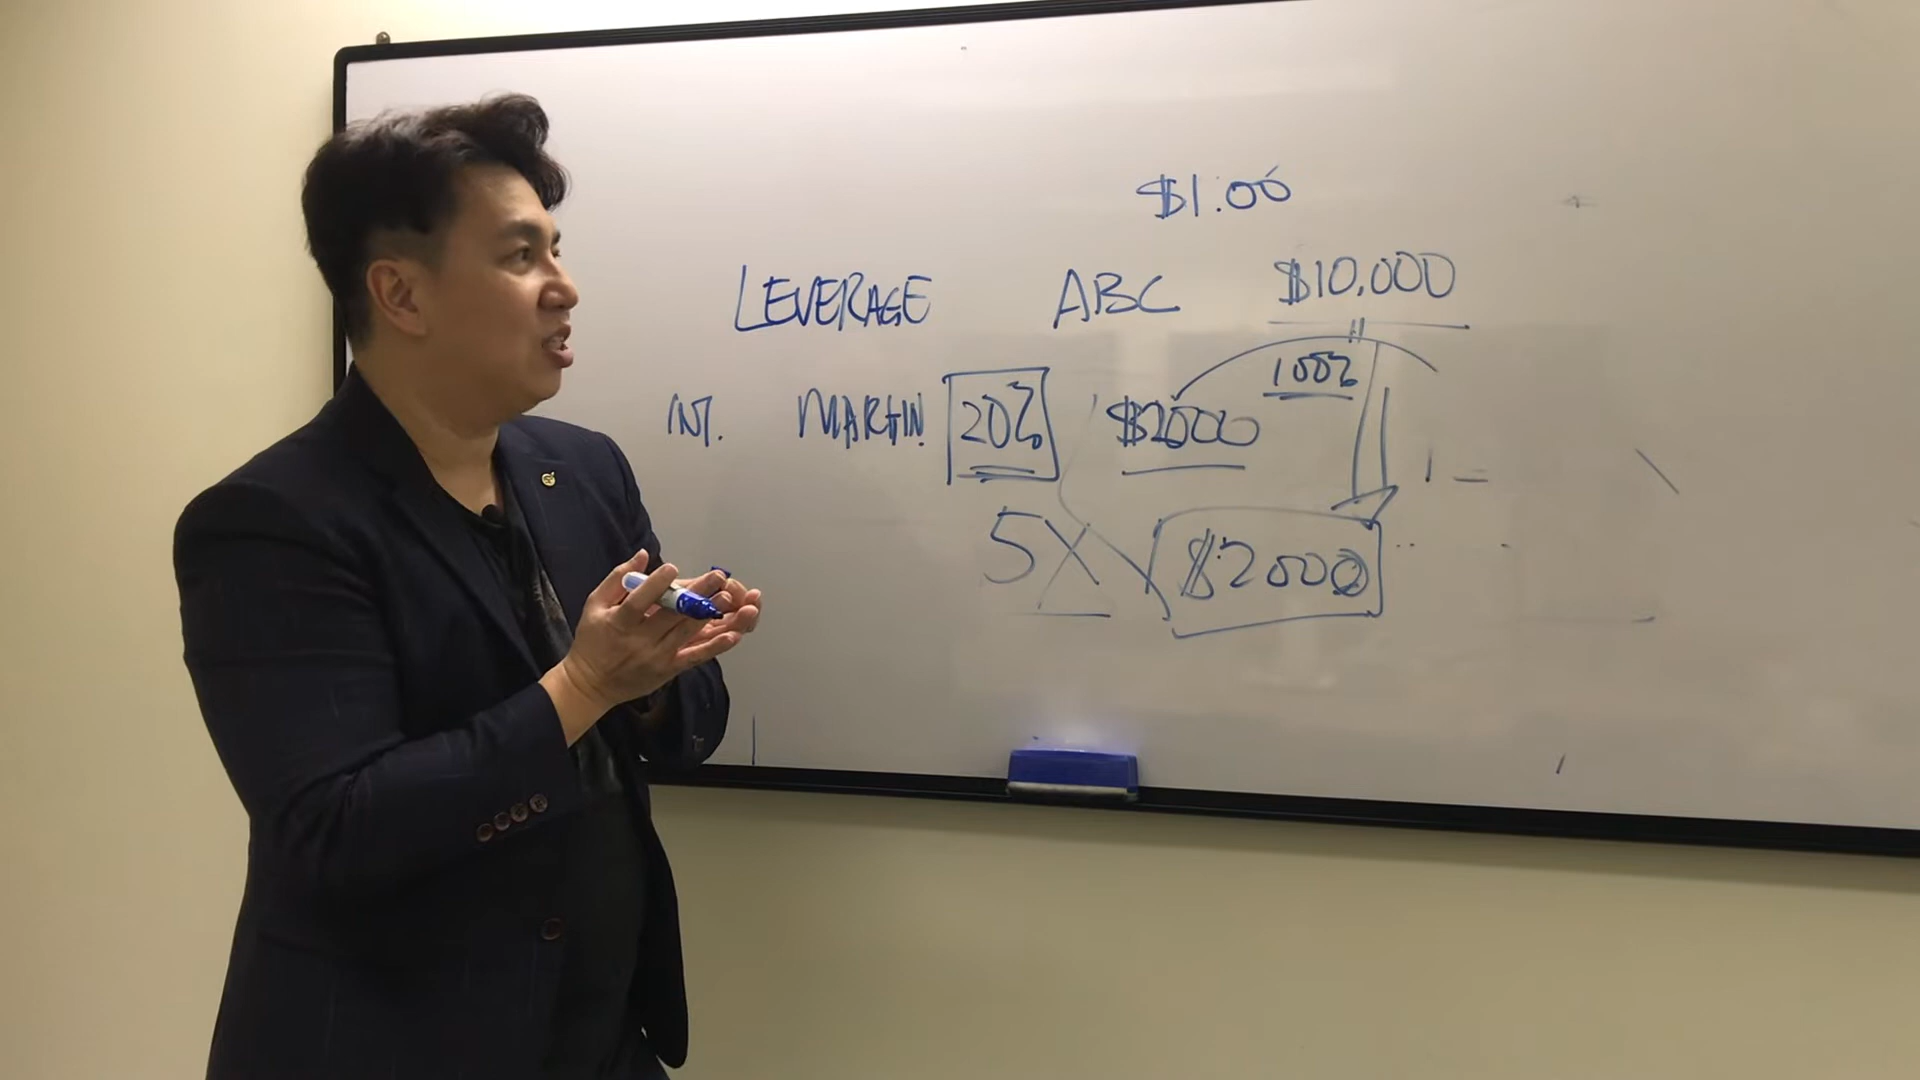 $1.00
LEVERAGE ABC $10,000
100%
INT. MARGIN 20% $2000
5X $2000